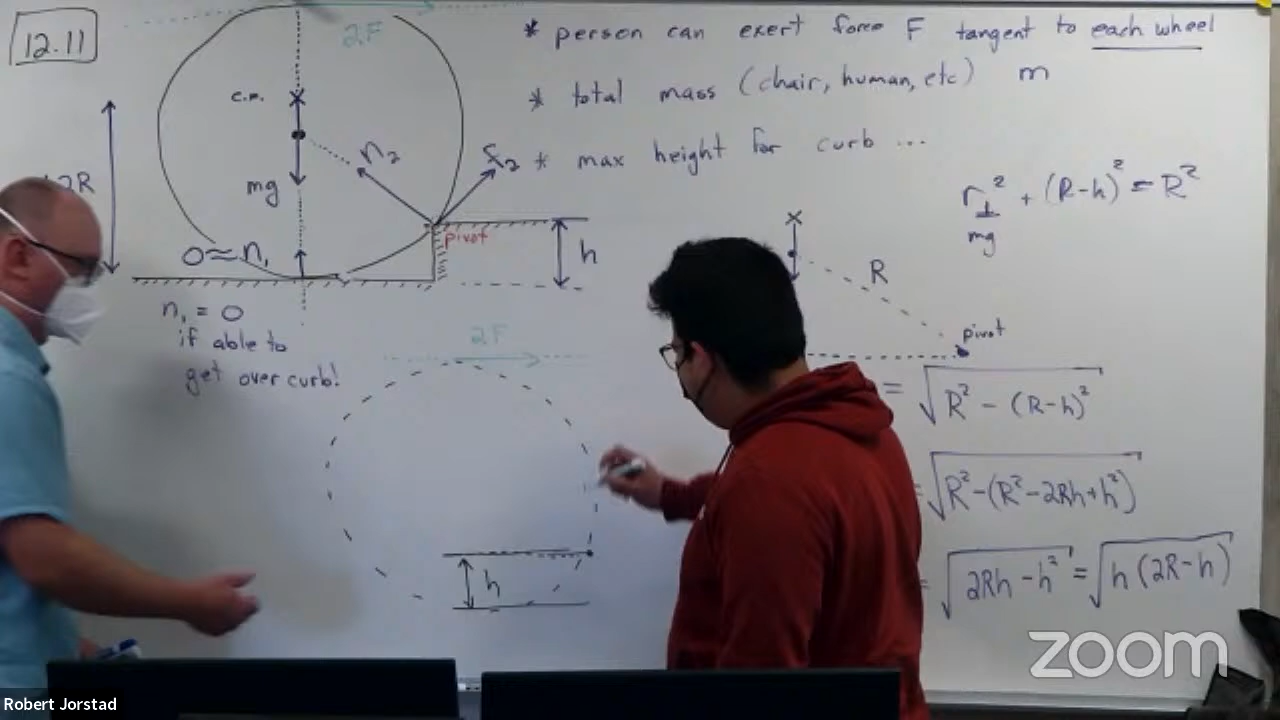 12.11
2F
* person can exert force F tangent to each wheel
* total mass (chair, human, etc) m
* max height for curb ...
c.m.
n₂
f₂
mg
2R
pivot
h
0 ≈ n₁
n₁ = 0
if able to
get over curb!
2F
h
r⊥² + (R-h)² = R²
mg
R
pivot
= √R² - (R-h)²
= √R² - (R² - 2Rh + h²)
= √2Rh - h² = √h (2R-h)
zoom
Robert Jorstad